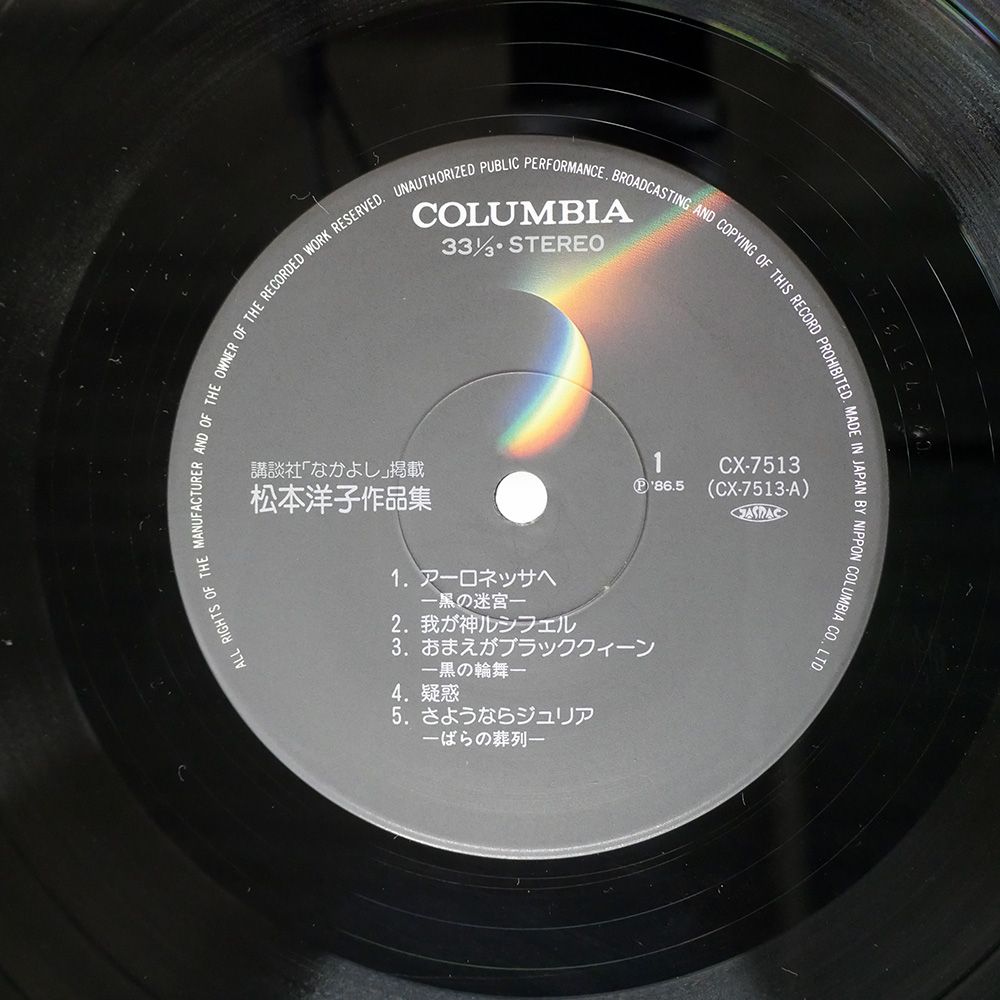 ALL RIGHTS OF THE MANUFACTURER AND OF THE OWNER OF THE RECORDED WORK RESERVED. UNAUTHORIZED PUBLIC PERFORMANCE. BROADCASTING AND COPYING OF THIS RECORD PROHIBITED. MADE IN JAPAN BY NIPPON COLUMBIA CO., LTD
COLUMBIA
33⅓・STEREO
講談社「なかよし」掲載
松本洋子作品集
1
Ⓟ'86.5
CX-7513
(CX-7513-A)
JASRAC
1. アーロネッサへ
―黒の迷宮―
2. 我が神ルシフェル
3. おまえがブラッククィーン
―黒の輪舞―
4. 疑惑
5. さようならジュリア
―ばらの葬列―